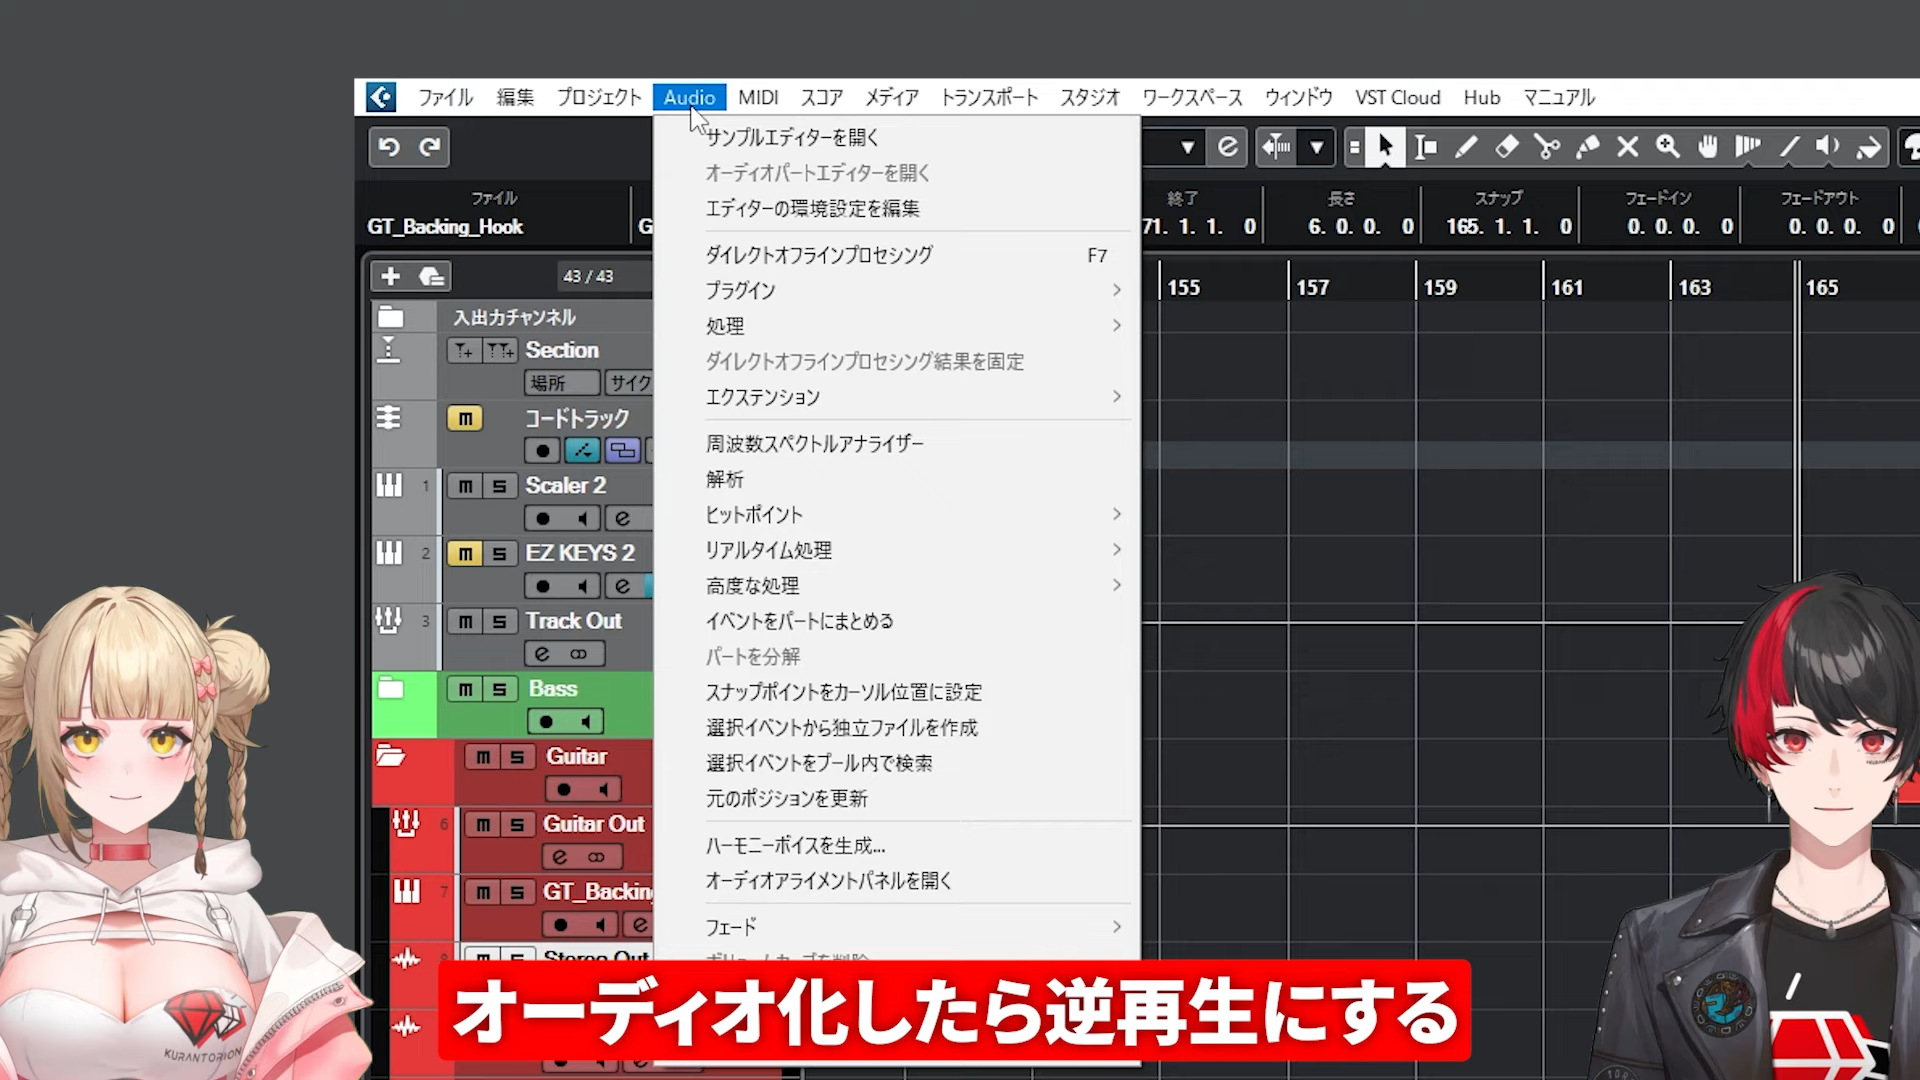 ファイル 編集 プロジェクト Audio MIDI スコア メディア トランスポート スタジオ ワークスペース ウィンドウ VST Cloud Hub マニュアル
サンプルエディターを開く
オーディオパートエディターを開く
エディターの環境設定を編集
ダイレクトオフラインプロセシング F7
プラグイン
処理
ダイレクトオフラインプロセシング結果を固定
エクステンション
周波数スペクトルアナライザー
解析
ヒットポイント
リアルタイム処理
高度な処理
イベントをパートにまとめる
パートを分解
スナップポイントをカーソル位置に設定
選択イベントから独立ファイルを作成
選択イベントをプール内で検索
元のポジションを更新
ハーモニーボイスを生成...
オーディオアライメントパネルを開く
フェード
ファイル
GT_Backing_Hook
終了 長さ スナップ フェードイン フェードアウト
71. 1. 1. 0 6. 0. 0. 0 165. 1. 1. 0 0. 0. 0. 0 0. 0. 0. 0
43 / 43
155 157 159 161 163 165
入出力チャンネル
Section
場所 サイク
m コードトラック
1 m S Scaler 2
2 m S EZ KEYS 2
3 m S Track Out
m S Bass
m S Guitar
6 m S Guitar Out
7 m S GT_Backing
Stereo Out
オーディオ化したら逆再生にする
KURANTORION